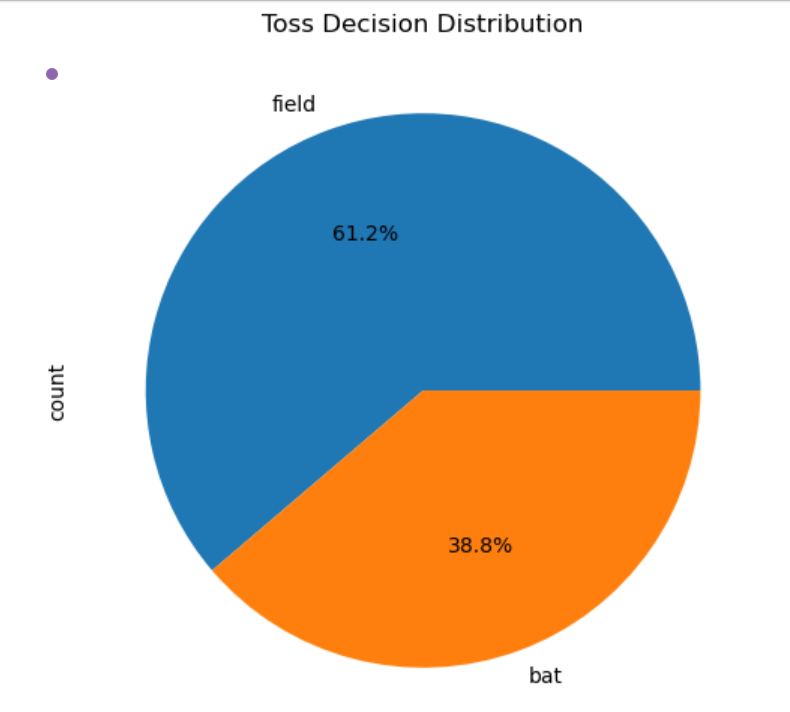 Toss Decision Distribution
field
61.2%
count
38.8%
bat